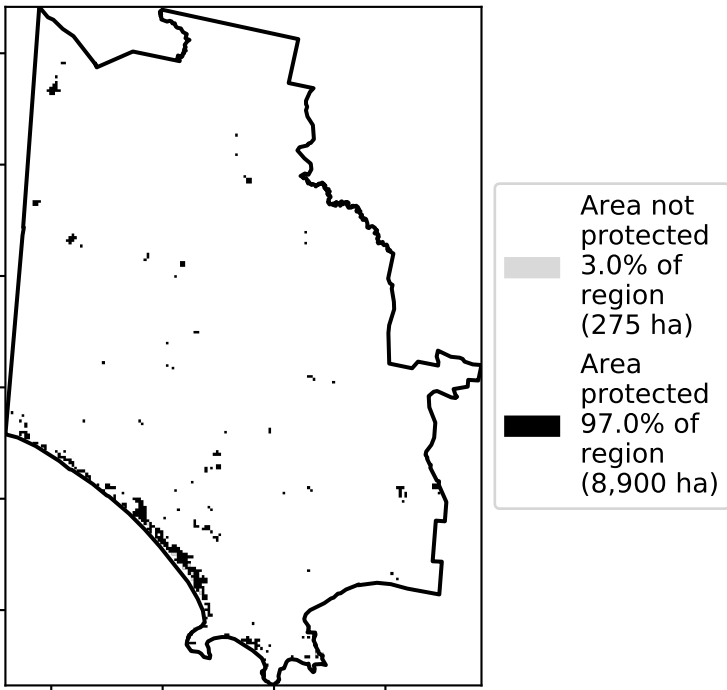 Area not
protected
3.0% of
region
(275 ha)
Area
protected
97.0% of
region
(8,900 ha)